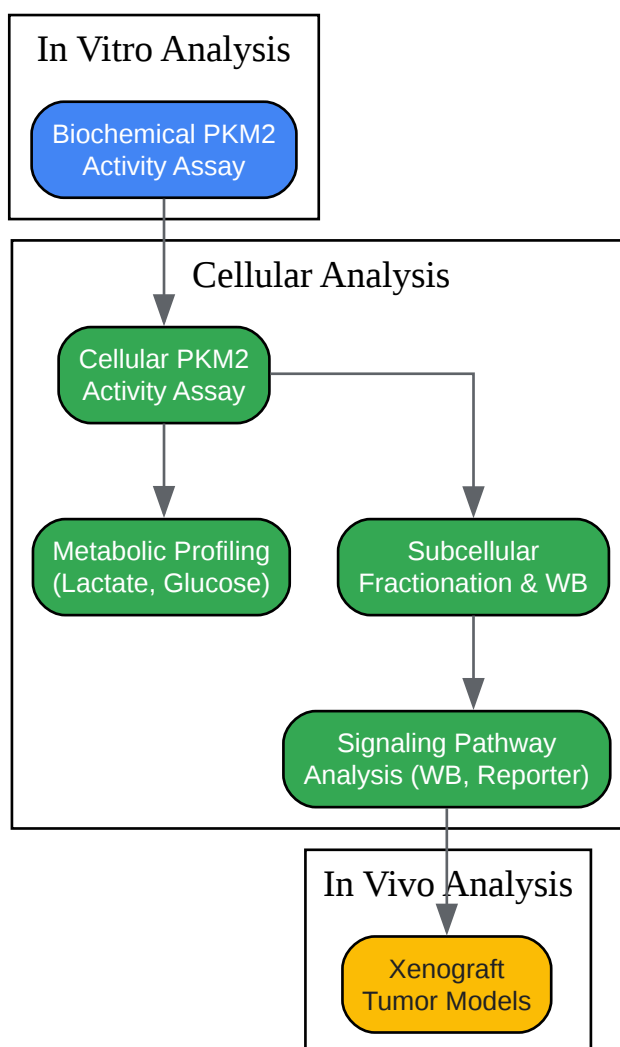 In Vitro Analysis
Biochemical PKM2
Activity Assay
Cellular Analysis
Cellular PKM2
Activity Assay
Metabolic Profiling
(Lactate, Glucose)
Subcellular
Fractionation & WB
Signaling Pathway
Analysis (WB, Reporter)
In Vivo Analysis
Xenograft
Tumor Models